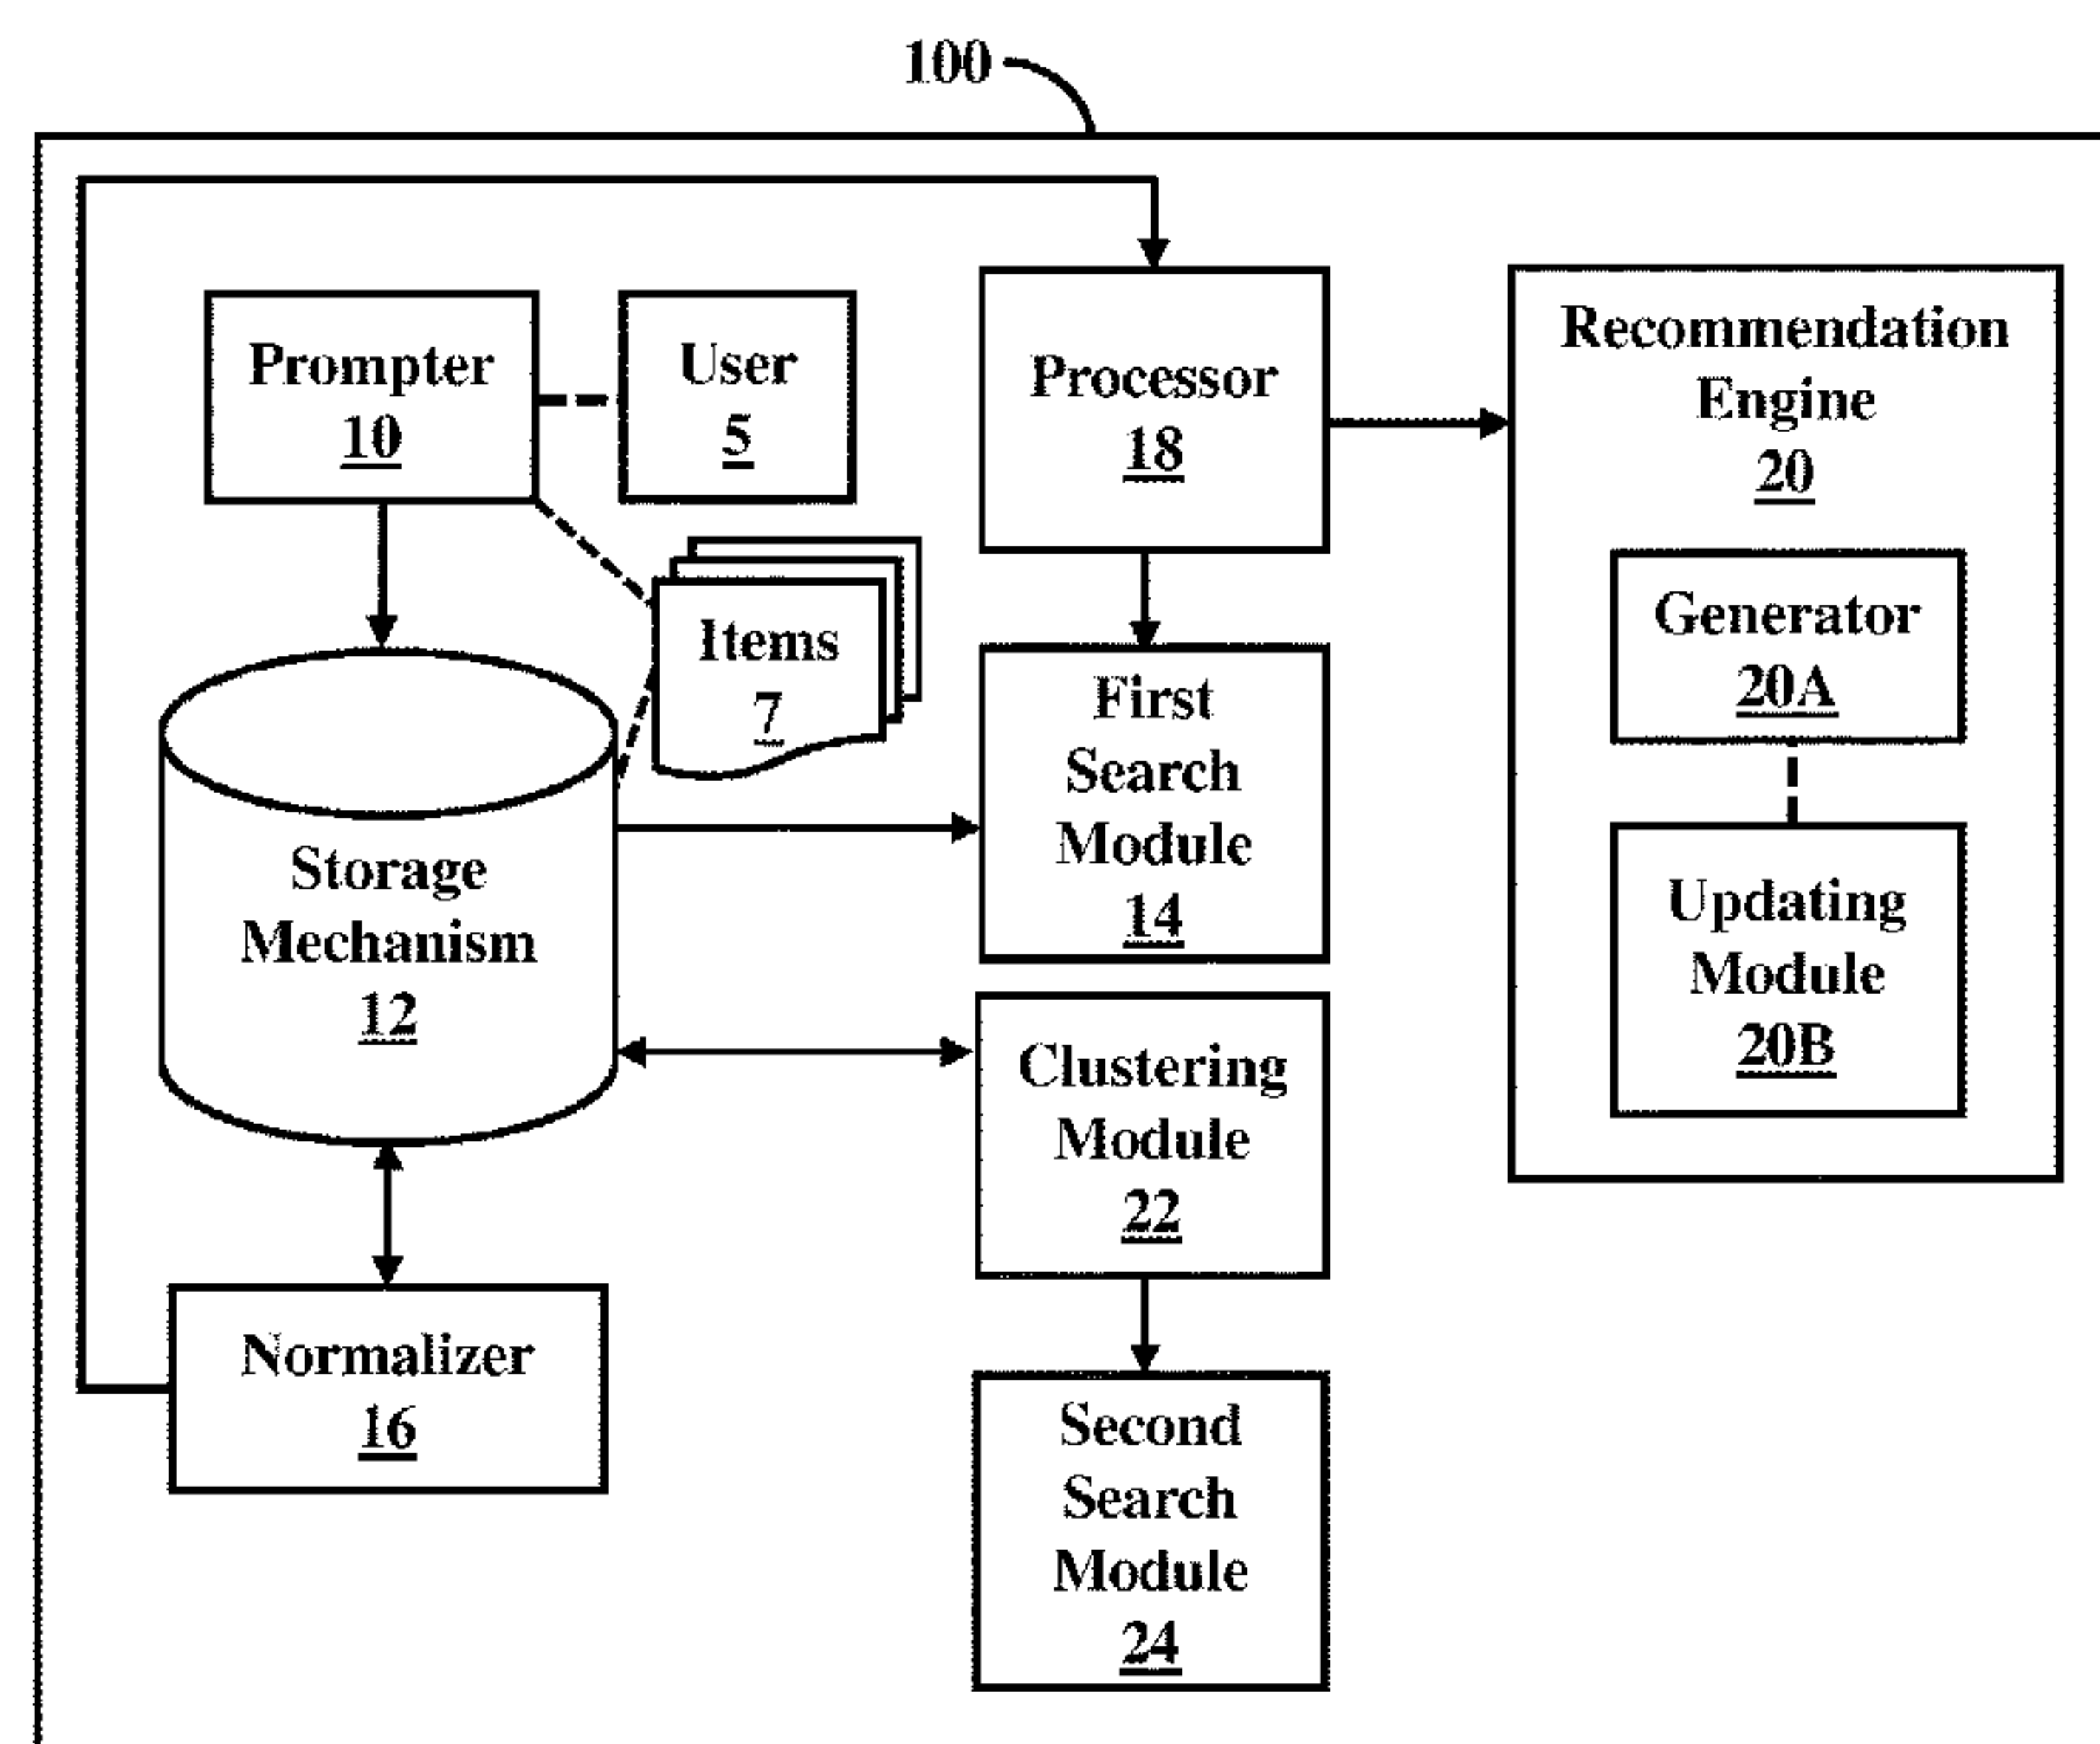 100
Prompter
10
User
5
Processor
18
Recommendation
Engine
20
Items
7
Generator
20A
First
Search
Module
14
Storage
Mechanism
12
Updating
Module
20B
Clustering
Module
22
Normalizer
16
Second
Search
Module
24